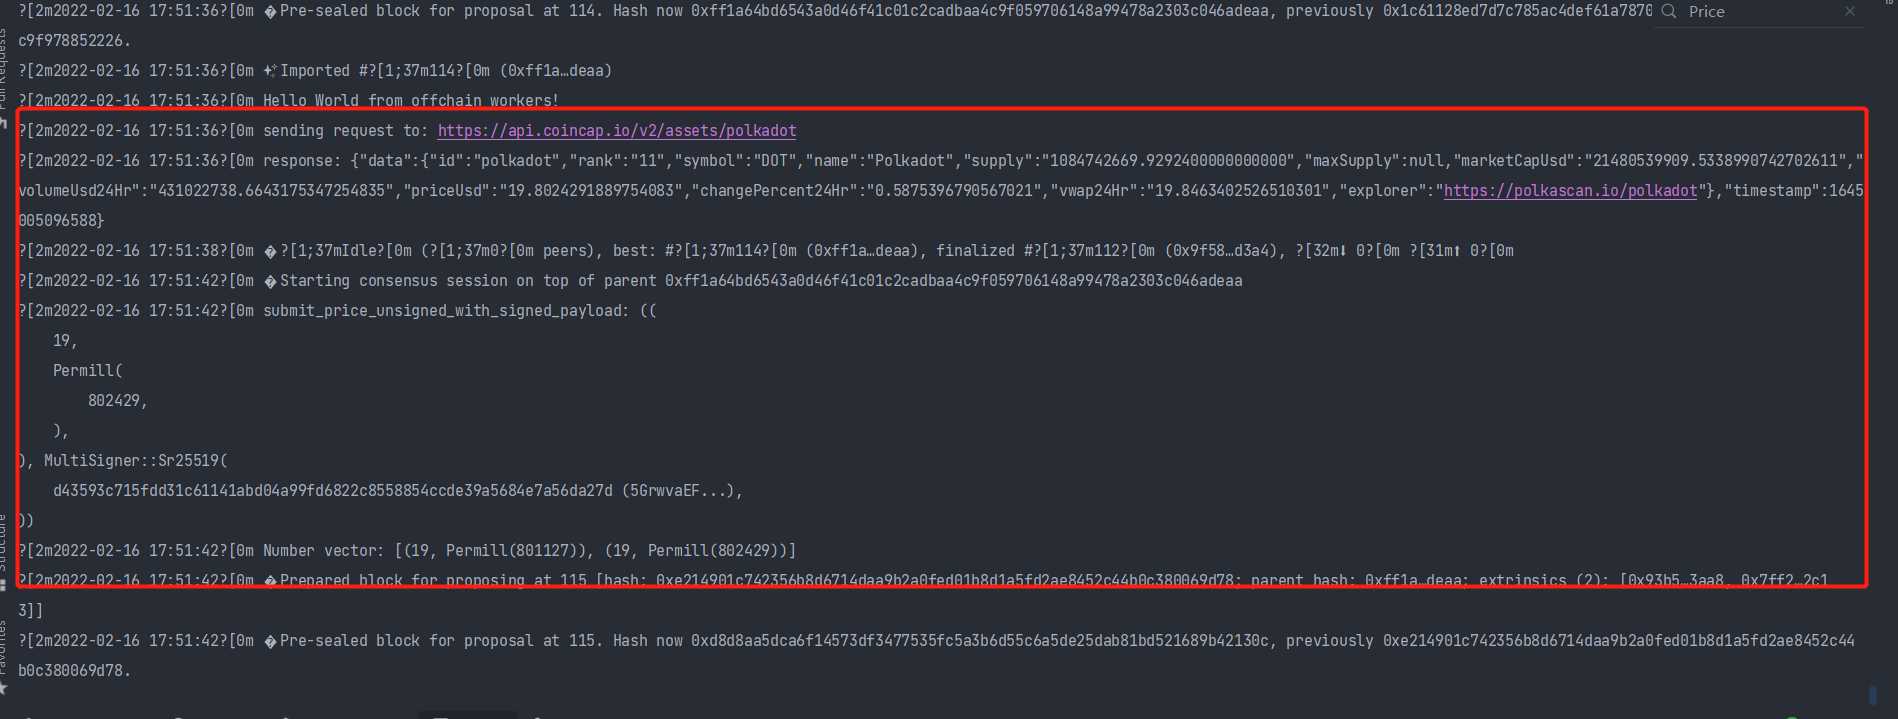 ?[2m2022-02-16 17:51:36?[0m �Pre-sealed block for proposal at 114. Hash now 0xff1a64bd6543a0d46f41c01c2cadbaa4c9f059706148a99478a2303c046adeaa, previously 0x1c61128ed7d7c785ac4def61a7870
Price
c9f978852226.
?[2m2022-02-16 17:51:36?[0m ✨Imported #?[1;37m114?[0m (0xff1a…deaa)
Pull Requests
?[2m2022-02-16 17:51:36?[0m Hello World from offchain workers!
?[2m2022-02-16 17:51:36?[0m sending request to: https://api.coincap.io/v2/assets/polkadot
?[2m2022-02-16 17:51:36?[0m response: {"data":{"id":"polkadot","rank":"11","symbol":"DOT","name":"Polkadot","supply":"1084742669.9292400000000000","maxSupply":null,"marketCapUsd":"21480539909.5338990742702611","
volumeUsd24Hr":"431022738.6643175347254835","priceUsd":"19.8024291889754083","changePercent24Hr":"0.5875396790567021","vwap24Hr":"19.8463402526510301","explorer":"https://polkascan.io/polkadot"},"timestamp":1645
005096588}
?[2m2022-02-16 17:51:38?[0m �?[1;37mIdle?[0m (?[1;37m0?[0m peers), best: #?[1;37m114?[0m (0xff1a…deaa), finalized #?[1;37m112?[0m (0x9f58…d3a4), ?[32m⬇ 0?[0m ?[31m⬆ 0?[0m
?[2m2022-02-16 17:51:42?[0m �Starting consensus session on top of parent 0xff1a64bd6543a0d46f41c01c2cadbaa4c9f059706148a99478a2303c046adeaa
?[2m2022-02-16 17:51:42?[0m submit_price_unsigned_with_signed_payload: ((
19,
Permill(
802429,
),
), MultiSigner::Sr25519(
d43593c715fdd31c61141abd04a99fd6822c8558854ccde39a5684e7a56da27d (5GrwvaEF...),
))
Structure
?[2m2022-02-16 17:51:42?[0m Number vector: [(19, Permill(801127)), (19, Permill(802429))]
?[2m2022-02-16 17:51:42?[0m �Prepared block for proposing at 115 [hash: 0xe214901c742356b8d6714daa9b2a0fed01b8d1a5fd2ae8452c44b0c380069d78; parent_hash: 0xff1a…deaa; extrinsics (2): [0x93b5…3aa8, 0x7ff2…2c1
3]]
Favorites
?[2m2022-02-16 17:51:42?[0m �Pre-sealed block for proposal at 115. Hash now 0xd8d8aa5dca6f14573df3477535fc5a3b6d55c6a5de25dab81bd521689b42130c, previously 0xe214901c742356b8d6714daa9b2a0fed01b8d1a5fd2ae8452c44
b0c380069d78.